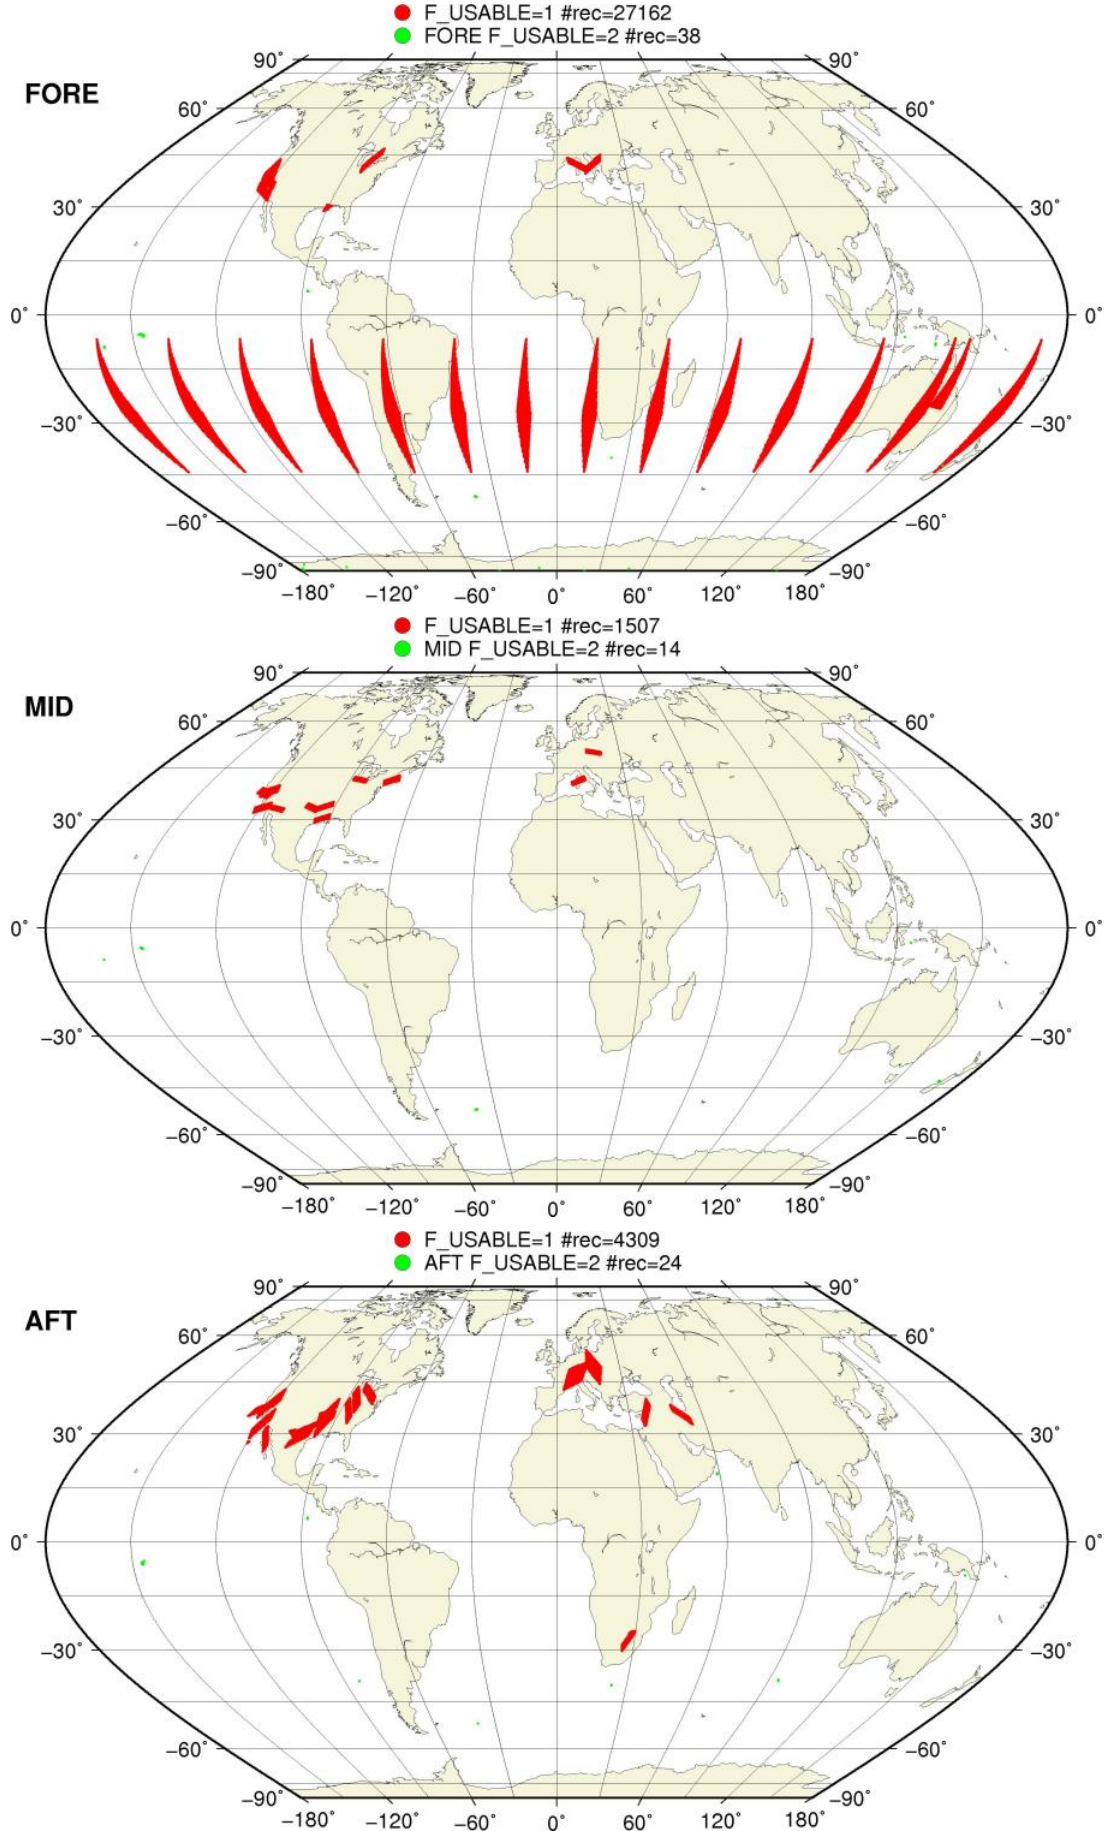 F_USABLE=1 #rec=27162
FORE F_USABLE=2 #rec=38
FORE
90° 90°
60° 60°
30° 30°
0° 0°
−30° −30°
−60° −60°
−90° −90°
−180° −120° −60° 0° 60° 120° 180°
F_USABLE=1 #rec=1507
MID F_USABLE=2 #rec=14
MID
90° 90°
60° 60°
30° 30°
0° 0°
−30° −30°
−60° −60°
−90° −90°
−180° −120° −60° 0° 60° 120° 180°
F_USABLE=1 #rec=4309
AFT F_USABLE=2 #rec=24
AFT
90° 90°
60° 60°
30° 30°
0° 0°
−30° −30°
−60° −60°
−90° −90°
−180° −120° −60° 0° 60° 120° 180°